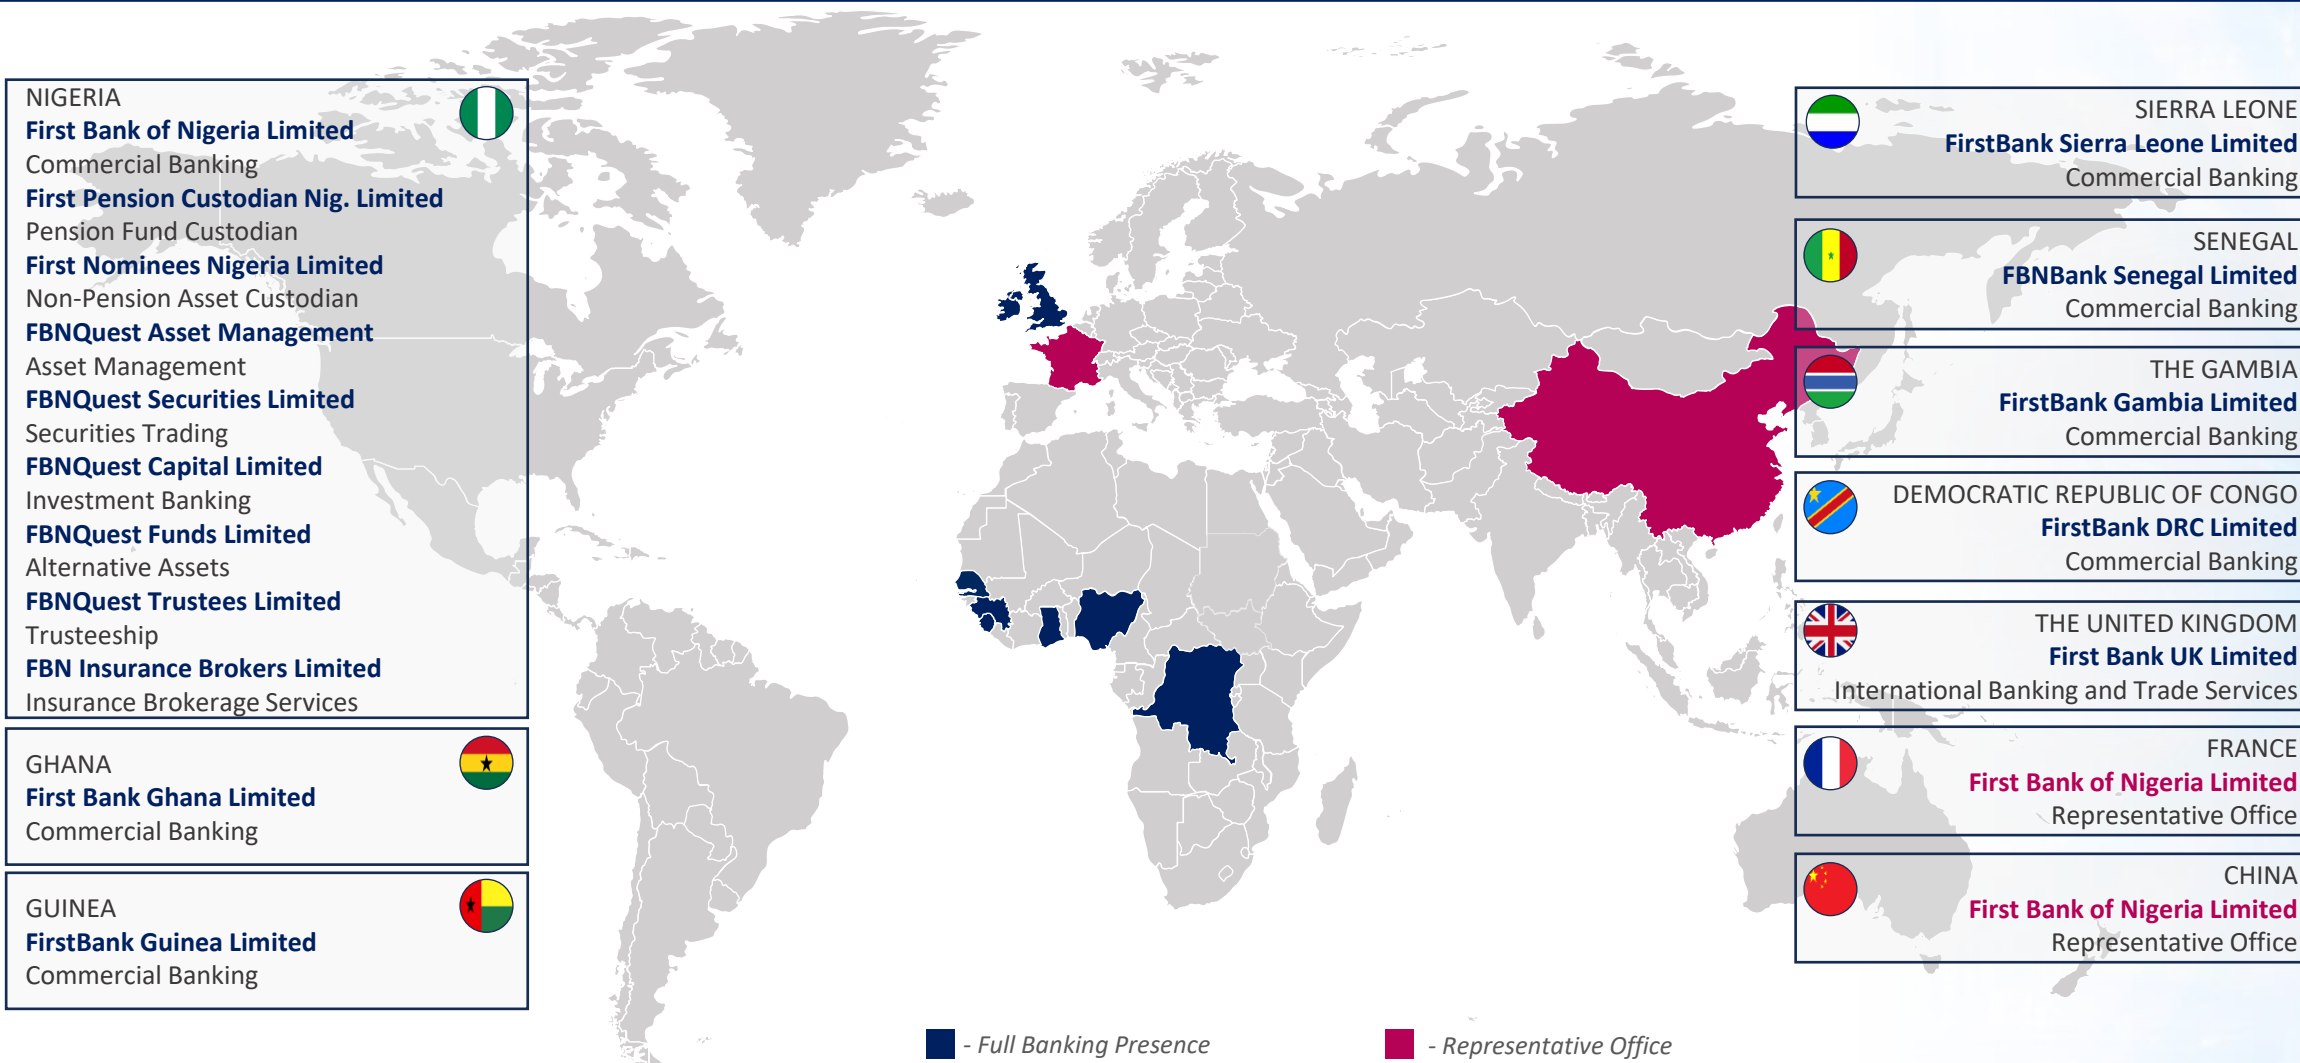 NIGERIA
First Bank of Nigeria Limited
Commercial Banking
First Pension Custodian Nig. Limited
Pension Fund Custodian
First Nominees Nigeria Limited
Non-Pension Asset Custodian
FBNQuest Asset Management
Asset Management
FBNQuest Securities Limited
Securities Trading
FBNQuest Capital Limited
Investment Banking
FBNQuest Funds Limited
Alternative Assets
FBNQuest Trustees Limited
Trusteeship
FBN Insurance Brokers Limited
Insurance Brokerage Services
GHANA
First Bank Ghana Limited
Commercial Banking
GUINEA
FirstBank Guinea Limited
Commercial Banking
SIERRA LEONE
FirstBank Sierra Leone Limited
Commercial Banking
SENEGAL
FBNBank Senegal Limited
Commercial Banking
THE GAMBIA
FirstBank Gambia Limited
Commercial Banking
DEMOCRATIC REPUBLIC OF CONGO
FirstBank DRC Limited
Commercial Banking
THE UNITED KINGDOM
First Bank UK Limited
International Banking and Trade Services
FRANCE
First Bank of Nigeria Limited
Representative Office
CHINA
First Bank of Nigeria Limited
Representative Office
- Full Banking Presence
- Representative Office